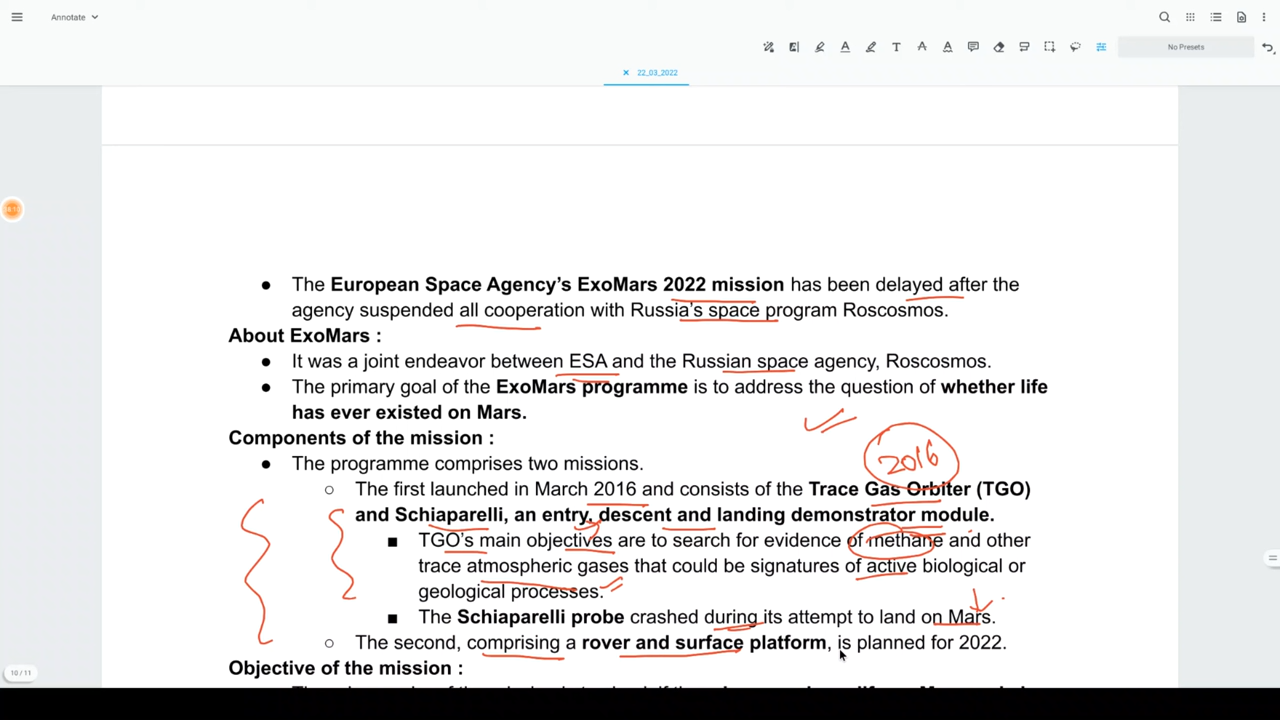 Annotate
No Presets
22_03_2022
● The European Space Agency's ExoMars 2022 mission has been delayed after the
agency suspended all cooperation with Russia's space program Roscosmos.
About ExoMars :
● It was a joint endeavor between ESA and the Russian space agency, Roscosmos.
● The primary goal of the ExoMars programme is to address the question of whether life
has ever existed on Mars.
Components of the mission :
2016
● The programme comprises two missions.
○ The first launched in March 2016 and consists of the Trace Gas Orbiter (TGO)
and Schiaparelli, an entry, descent and landing demonstrator module.
■ TGO's main objectives are to search for evidence of methane and other
trace atmospheric gases that could be signatures of active biological or
geological processes.
■ The Schiaparelli probe crashed during its attempt to land on Mars.
○ The second, comprising a rover and surface platform, is planned for 2022.
Objective of the mission :
10 / 11